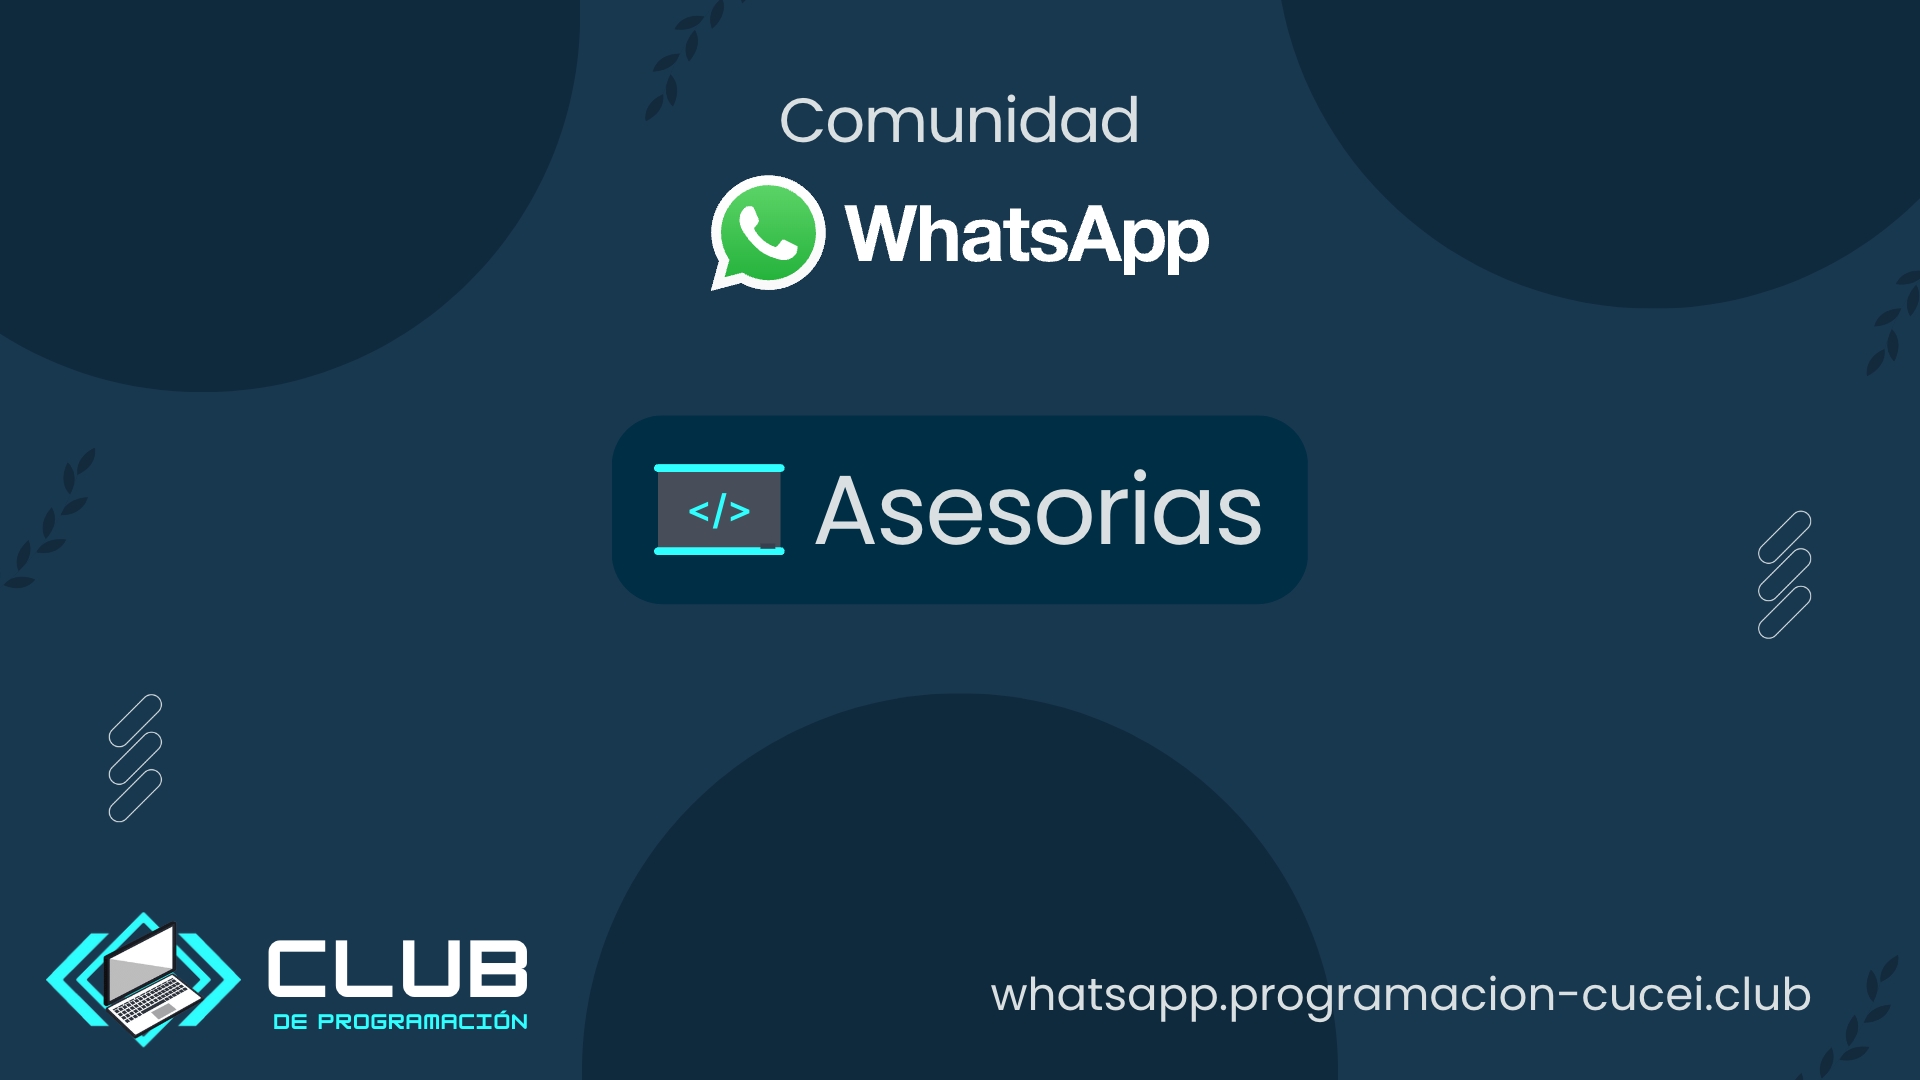 Comunidad
WhatsApp
</> Asesorias
CLUB
DE PROGRAMACIÓN
whatsapp.programacion-cucei.club